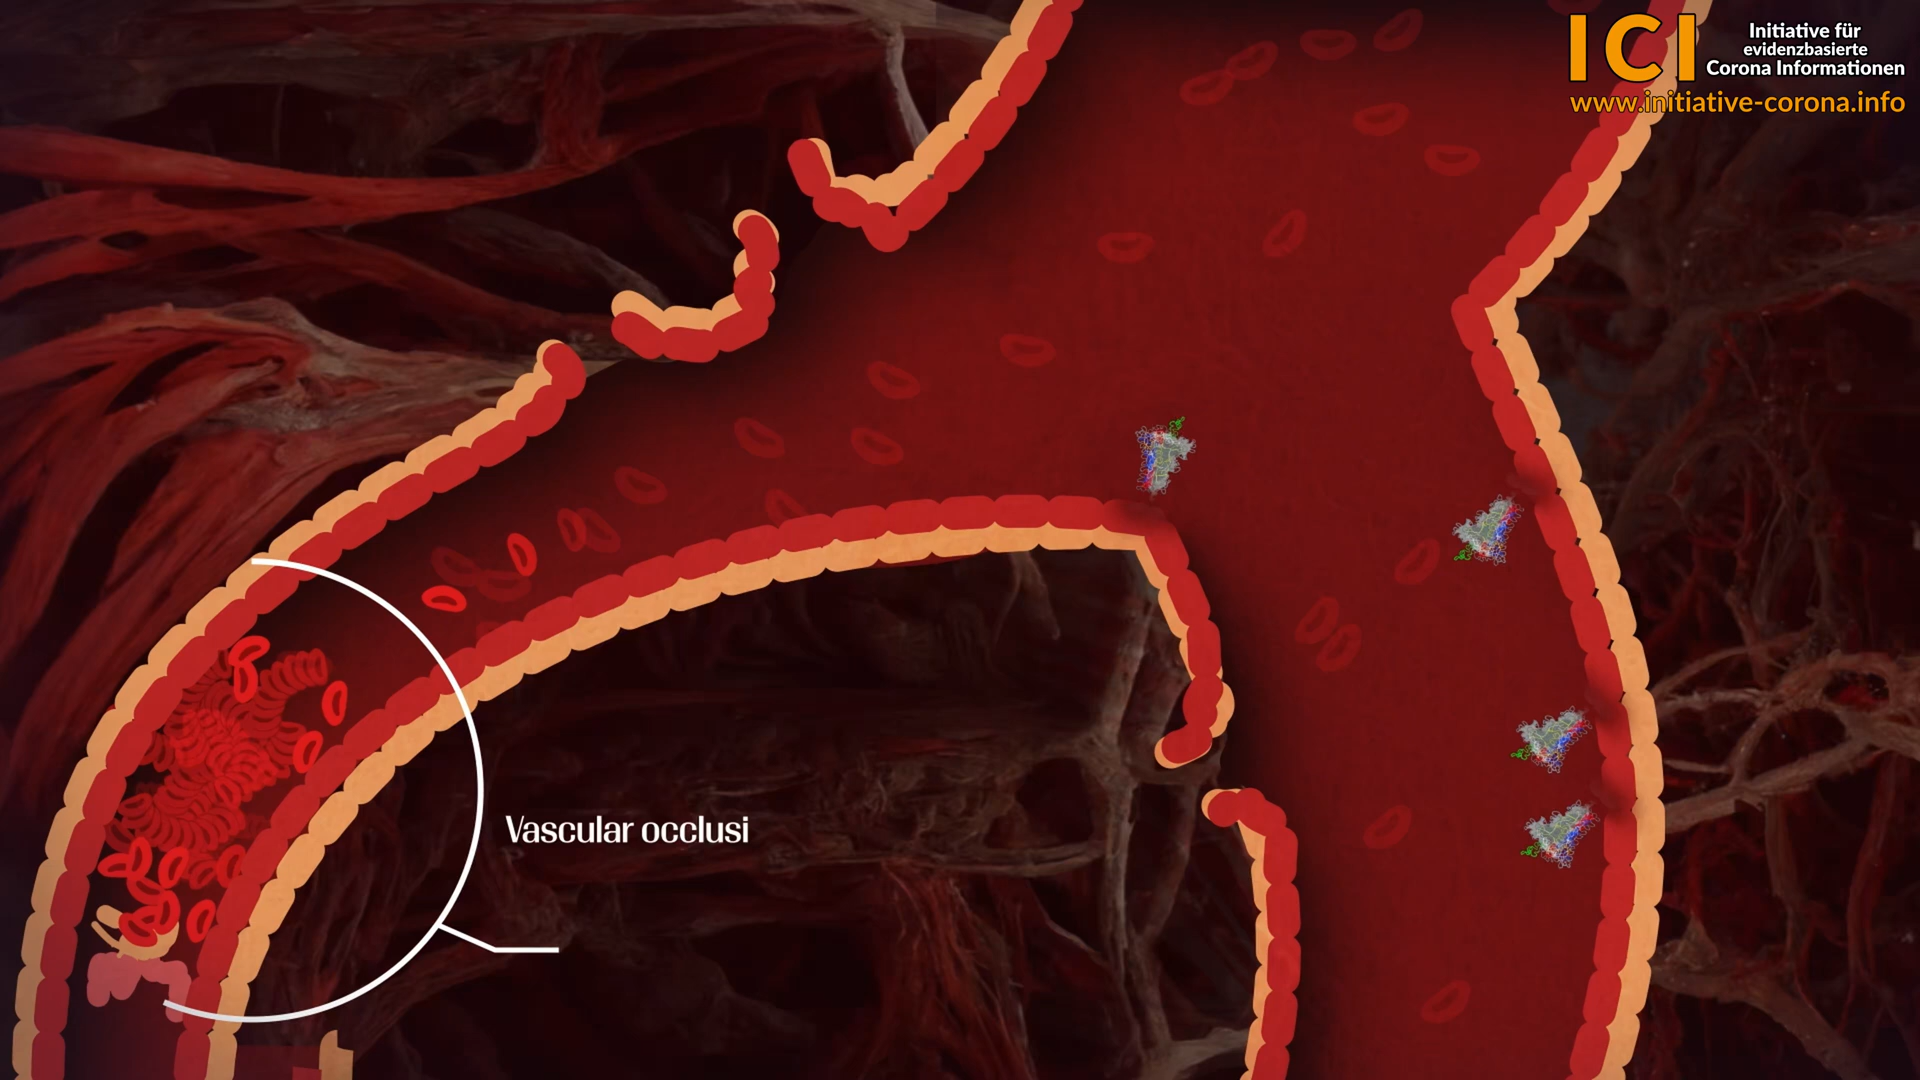 ICI
Initiative für
evidenzbasierte
Corona Informationen
www.initiative-corona.info
Vascular occlusi